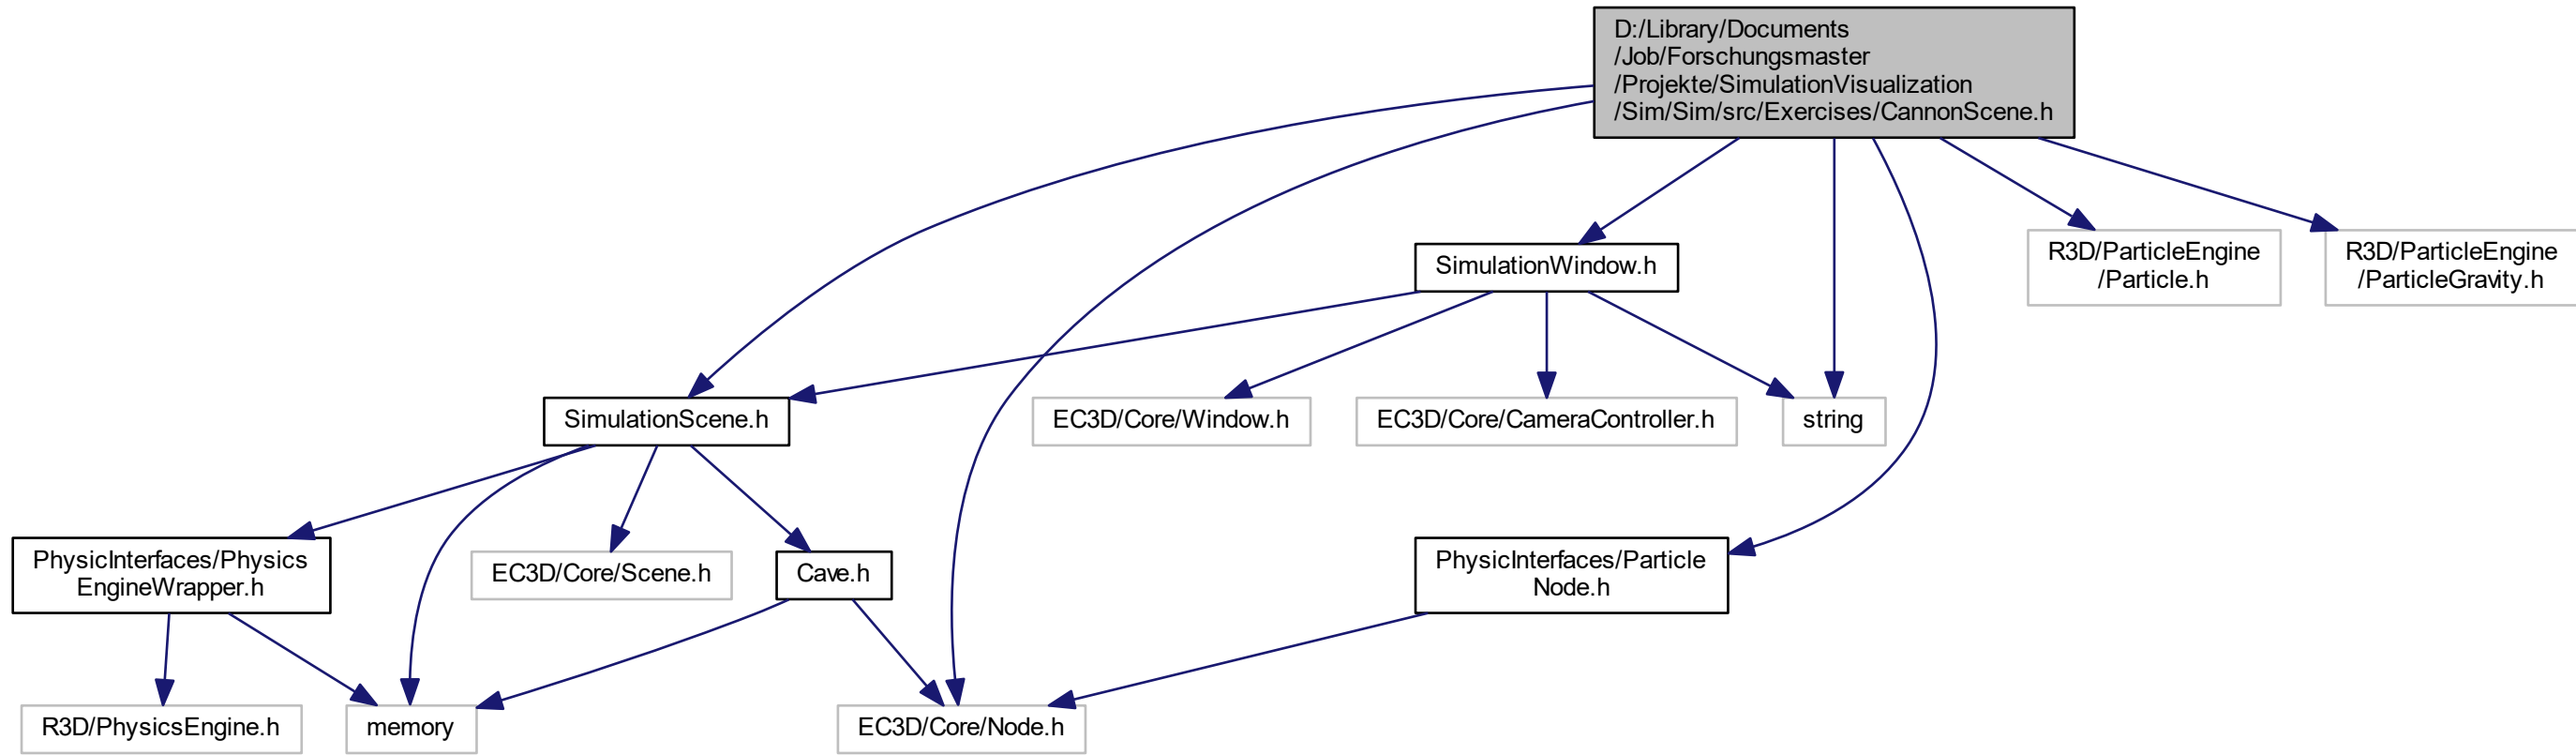 D:/Library/Documents
/Job/Forschungsmaster
/Projekte/SimulationVisualization
/Sim/Sim/src/Exercises/CannonScene.h
SimulationWindow.h
R3D/ParticleEngine
/Particle.h
R3D/ParticleEngine
/ParticleGravity.h
SimulationScene.h
EC3D/Core/Window.h
EC3D/Core/CameraController.h
string
PhysicInterfaces/Physics
EngineWrapper.h
EC3D/Core/Scene.h
Cave.h
PhysicInterfaces/Particle
Node.h
R3D/PhysicsEngine.h
memory
EC3D/Core/Node.h